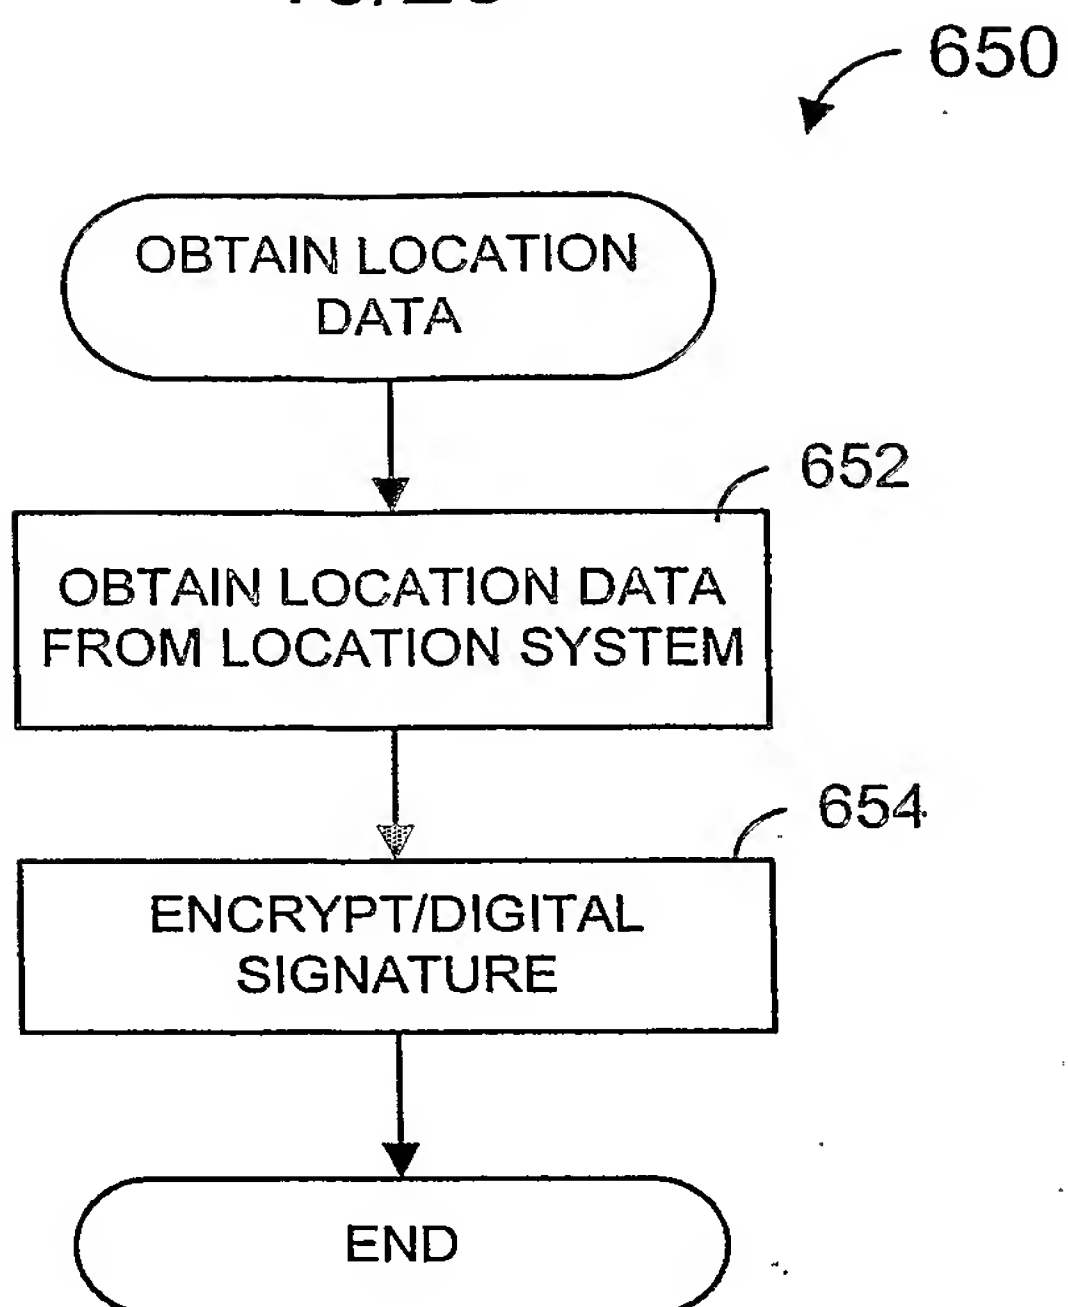 650
OBTAIN LOCATION
DATA
652
OBTAIN LOCATION DATA
FROM LOCATION SYSTEM
654
ENCRYPT/DIGITAL
SIGNATURE
END